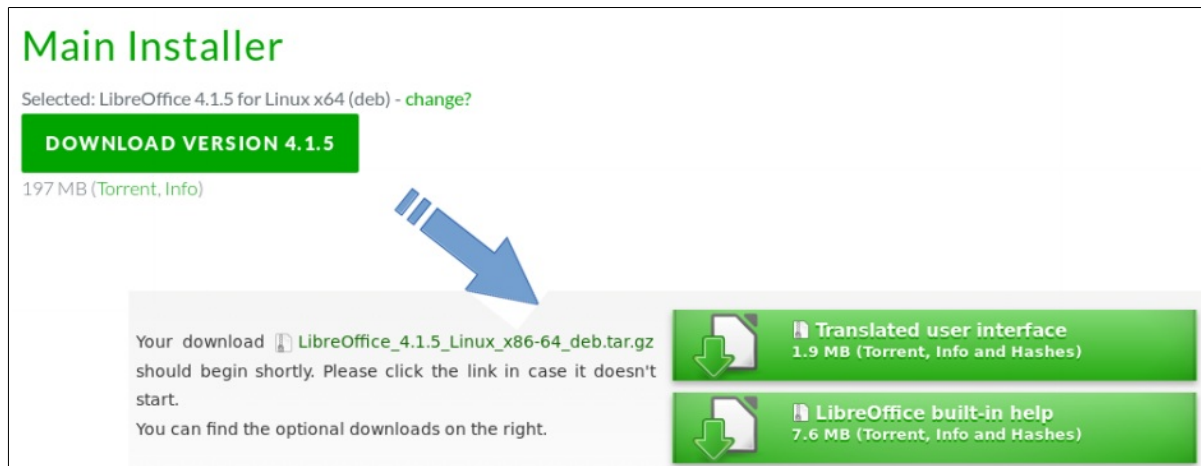 Main Installer
Selected: LibreOffice 4.1.5 for Linux x64 (deb) - change?
DOWNLOAD VERSION 4.1.5
197 MB (Torrent, Info)
Your download LibreOffice_4.1.5_Linux_x86-64_deb.tar.gz
should begin shortly. Please click the link in case it doesn't
start.
You can find the optional downloads on the right.
Translated user interface
1.9 MB (Torrent, Info and Hashes)
LibreOffice built-in help
7.6 MB (Torrent, Info and Hashes)